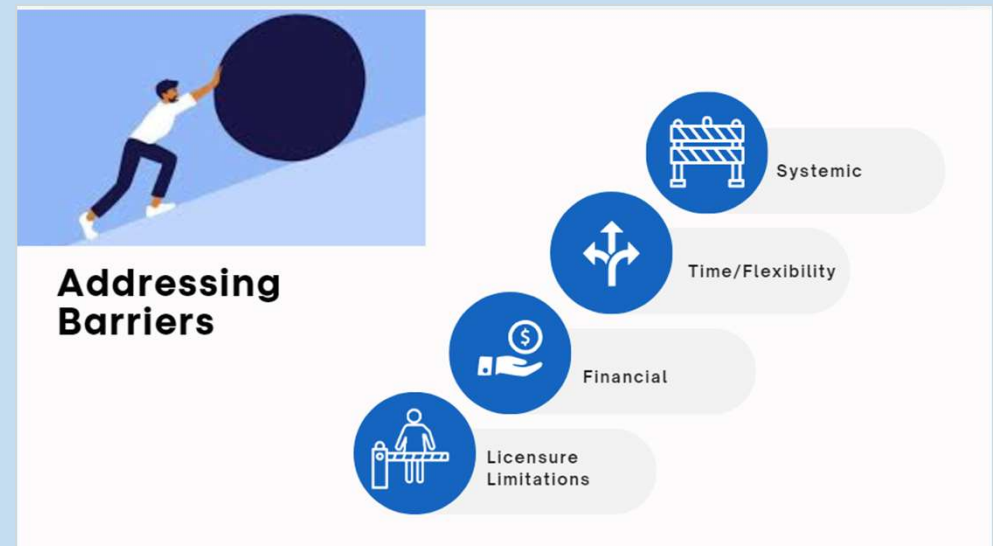 Addressing
Barriers
Systemic
Time/Flexibility
$
Financial
Licensure
Limitations